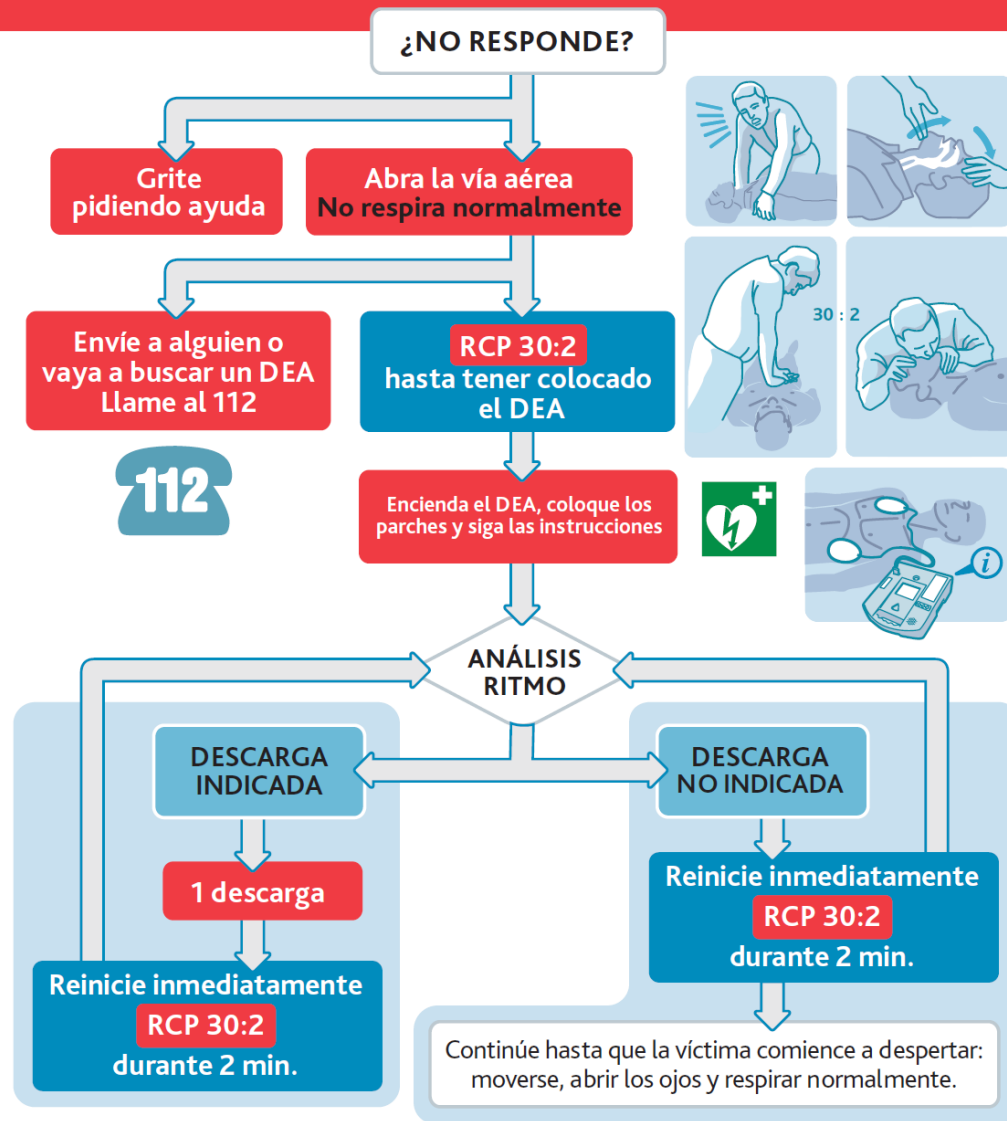 ¿NO RESPONDE?
Grite
pidiendo ayuda
Abra la vía aérea
No respira normalmente
Envíe a alguien o
vaya a buscar un DEA
Llame al 112
RCP 30:2
hasta tener colocado
el DEA
30 : 2
112
Encienda el DEA, coloque los
parches y siga las instrucciones
i
ANÁLISIS
RITMO
DESCARGA
INDICADA
DESCARGA
NO INDICADA
1 descarga
Reinicie inmediatamente
RCP 30:2
durante 2 min.
Reinicie inmediatamente
RCP 30:2
durante 2 min.
Continúe hasta que la víctima comience a despertar:
moverse, abrir los ojos y respirar normalmente.